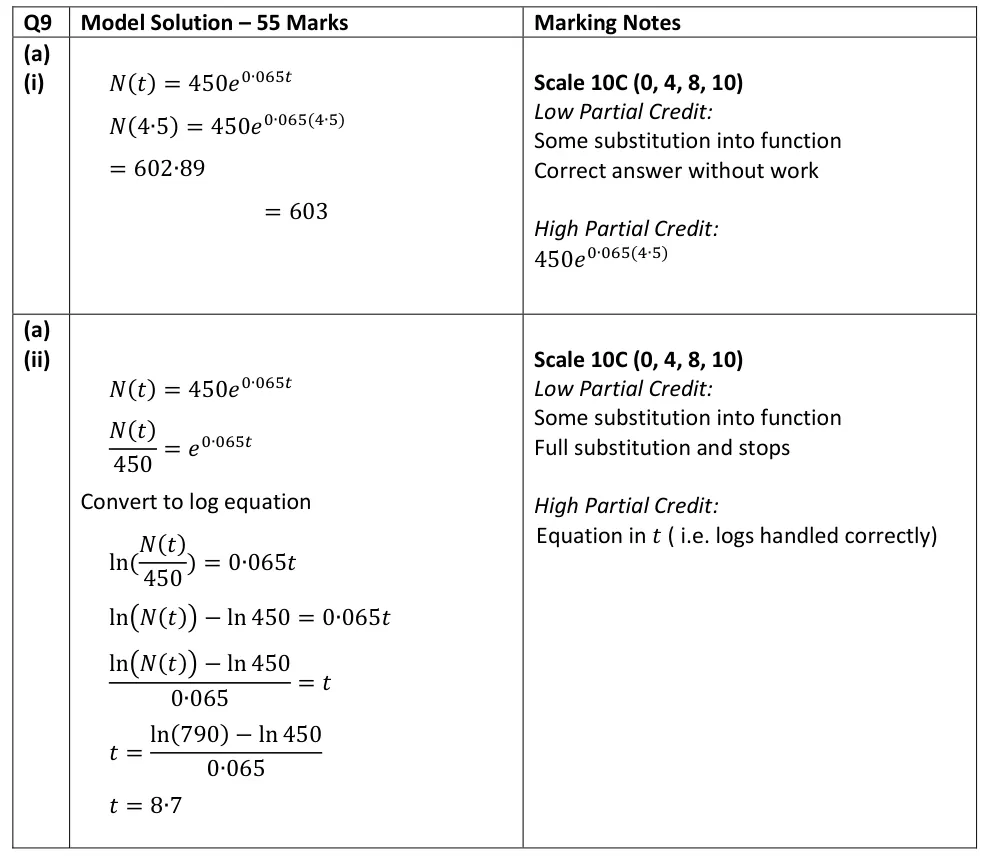 Q9 Model Solution – 55 Marks Marking Notes
(a)
(i)
N(t) = 450e^{0·065t}
N(4·5) = 450e^{0·065(4·5)}
= 602·89
= 603
Scale 10C (0, 4, 8, 10)
Low Partial Credit:
Some substitution into function
Correct answer without work
High Partial Credit:
450e^{0·065(4·5)}
(a)
(ii)
N(t) = 450e^{0·065t}
N(t)/450 = e^{0·065t}
Convert to log equation
ln(N(t)/450) = 0·065t
ln(N(t)) − ln 450 = 0·065t
(ln(N(t)) − ln 450)/0·065 = t
t = (ln(790) − ln 450)/0·065
t = 8·7
Scale 10C (0, 4, 8, 10)
Low Partial Credit:
Some substitution into function
Full substitution and stops
High Partial Credit:
Equation in t ( i.e. logs handled correctly)